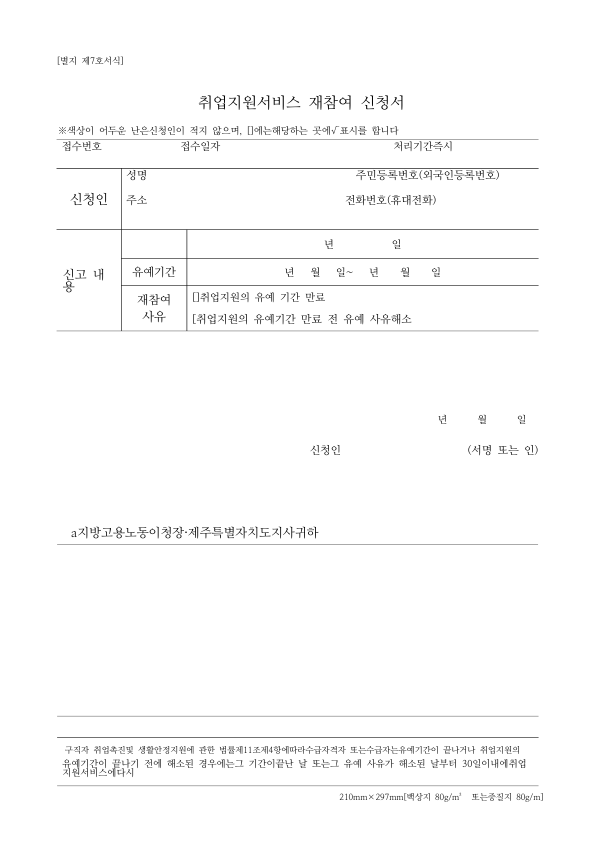 [별지 제7호서식]
취업지원서비스 재참여 신청서
※색상이 어두운 난은신청인이 적지 않으며, []에는해당하는 곳에√표시를 합니다
접수번호 접수일자 처리기간즉시
신청인
성명 주민등록번호(외국인등록번호)
주소 전화번호(휴대전화)
신고 내
용
년 일
유예기간 년 월 일~ 년 월 일
재참여
사유
[]취업지원의 유예 기간 만료
[취업지원의 유예기간 만료 전 유예 사유해소
년 월 일
신청인 (서명 또는 인)
a지방고용노동이청장·제주특별자치도지사귀하
구직자 취업촉진및 생활안정지원에 관한 법률제11조제4항에따라수급자격자 또는수급자는유예기간이 끝나거나 취업지원의
유예기간이 끝나기 전에 해소된 경우에는그 기간이끝난 날 또는그 유예 사유가 해소된 날부터 30일이내에취업
지원서비스에다시
210mm×297mm[백상지 80g/㎡ 또는중질지 80g/m]